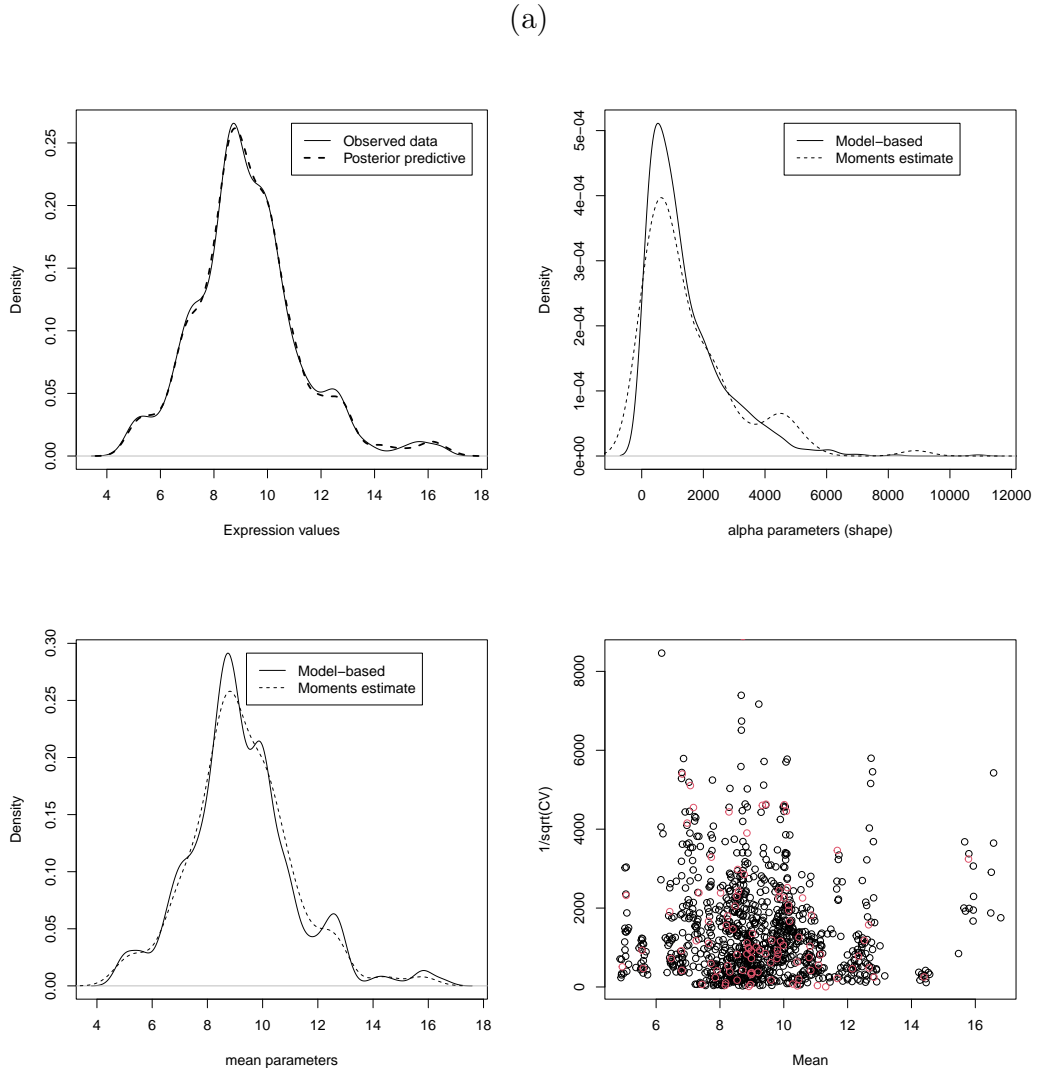 (a)
Observed data
Posterior predictive
Density
0.00 0.05 0.10 0.15 0.20 0.25
4 6 8 10 12 14 16 18
Expression values
Model−based
Moments estimate
Density
0e+00 1e−04 2e−04 3e−04 4e−04 5e−04
0 2000 4000 6000 8000 10000 12000
alpha parameters (shape)
Model−based
Moments estimate
Density
0.00 0.05 0.10 0.15 0.20 0.25 0.30
4 6 8 10 12 14 16 18
mean parameters
1/sqrt(CV)
0 2000 4000 6000 8000
6 8 10 12 14 16
Mean